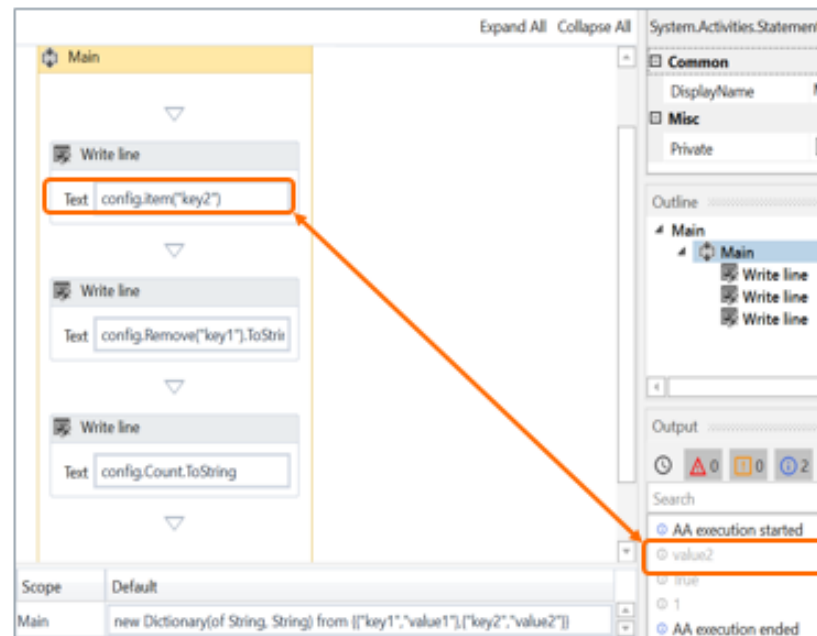 Expand All Collapse All
Main
Write line
Text config.item("key2")
Write line
Text config.Remove("key1").ToStrin
Write line
Text config.Count.ToString
Scope Default
Main new Dictionary(of String, String) from {{"key1","value1"},{"key2","value2"}}
System.Activities.Statement
Common
DisplayName
Misc
Private
Outline
Main
Main
Write line
Write line
Write line
Output
0 0 2
Search
AA execution started
value2
True
1
AA execution ended